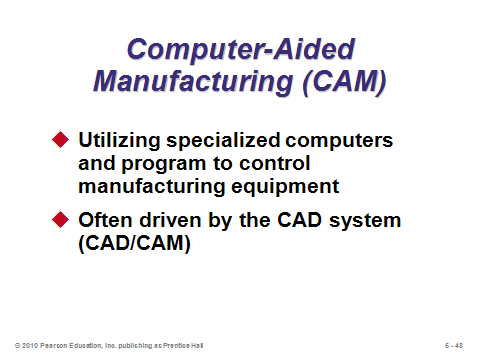 Computer-Aided
Manufacturing (CAM)
Utilizing specialized computers
and program to control
manufacturing equipment
Often driven by the CAD system
(CAD/CAM)
© 2010 Pearson Education, Inc. publishing as Prentice Hall
5 - 48